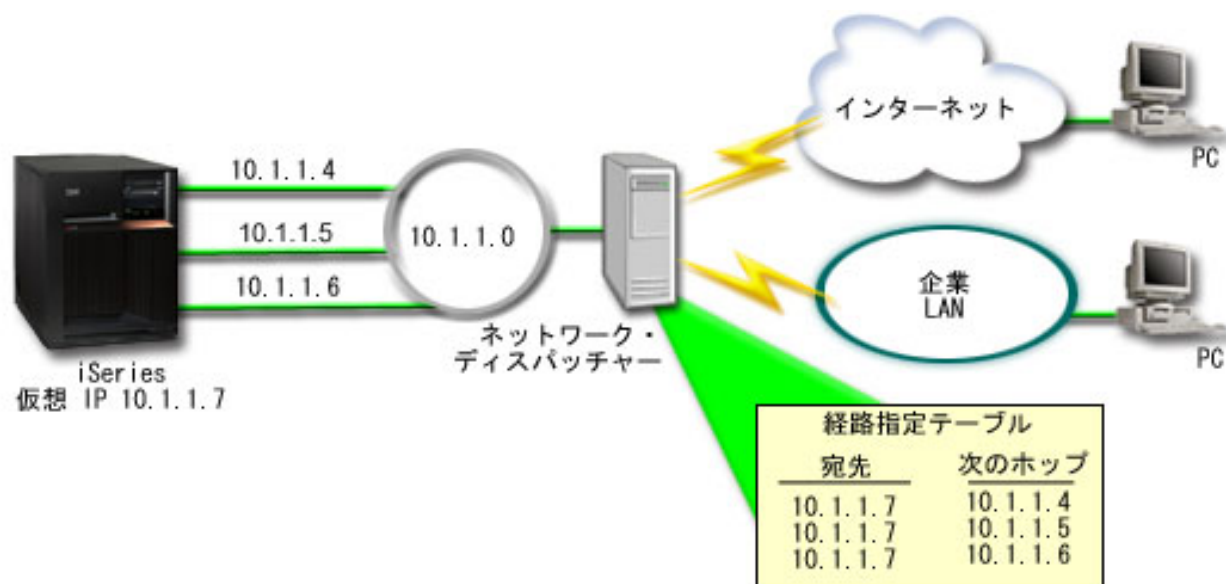 インターネット
PC
10.1.1.4
10.1.1.5
10.1.1.6
10.1.1.0
iSeries
仮想 IP 10.1.1.7
ネットワーク・
ディスパッチャー
企業
LAN
PC
経路指定テーブル
宛先 次のホップ
10.1.1.7 10.1.1.4
10.1.1.7 10.1.1.5
10.1.1.7 10.1.1.6